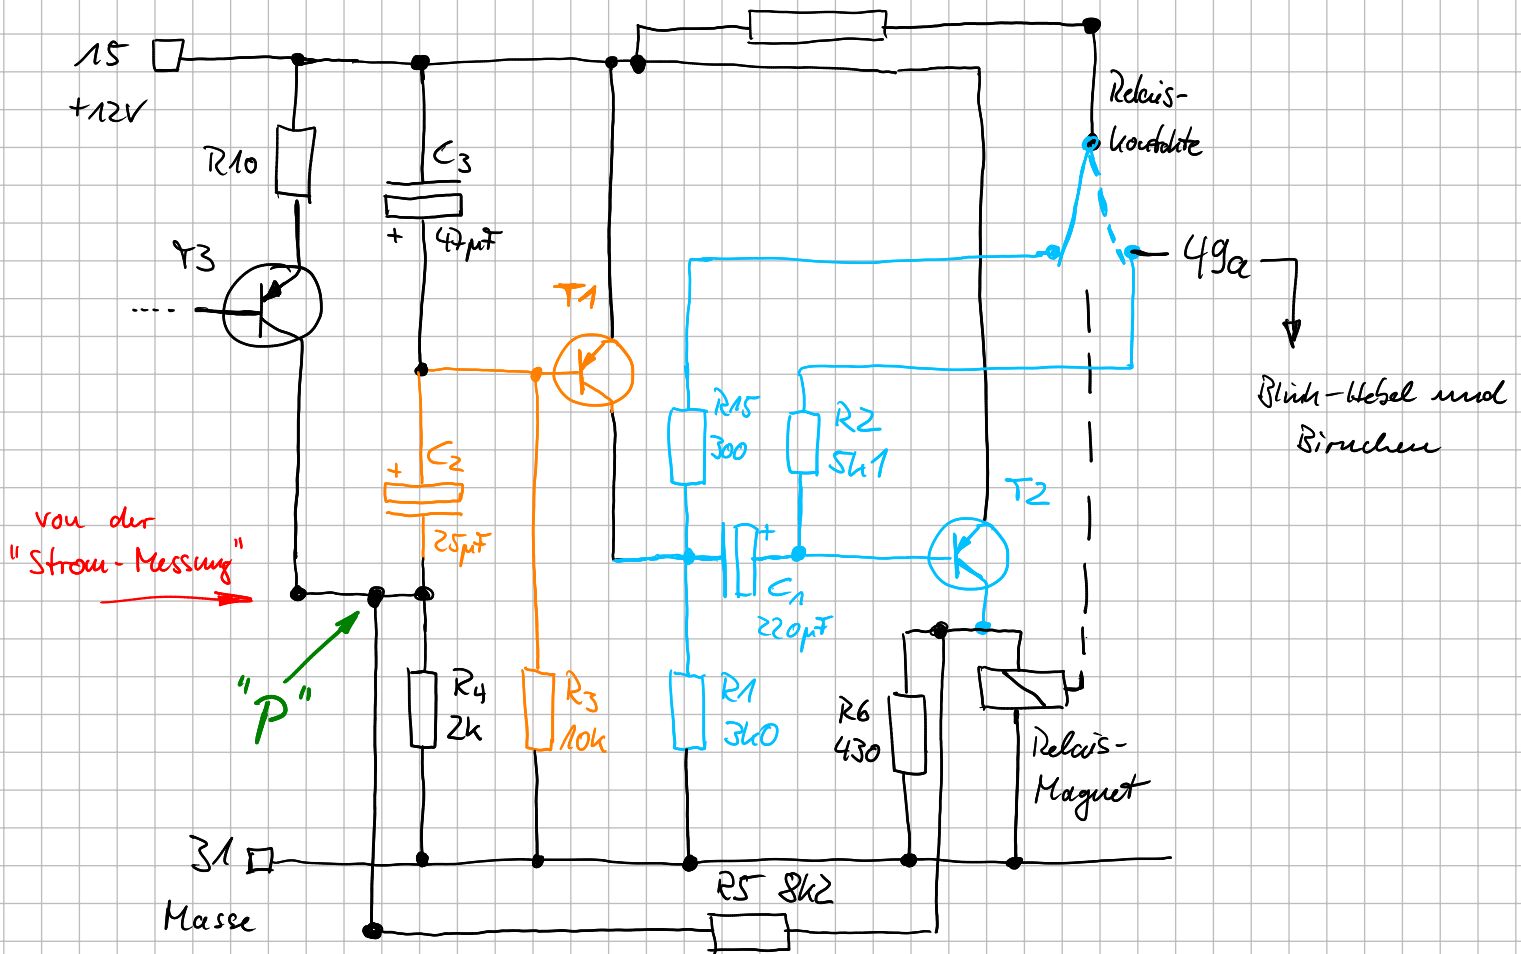 15
+12V
R10
C3
+
47µF
T3
T1
Relais-
kontakte
49a
Blink-Hebel und
Birnchen
R15
300
R2
5k1
T2
C2
+
25µF
von der
"Strom-Messung"
"P"
+
C1
220µF
R4
2k
R3
10k
R1
3k0
R6
430
Relais-
Magnet
31
Masse
R5 8k2